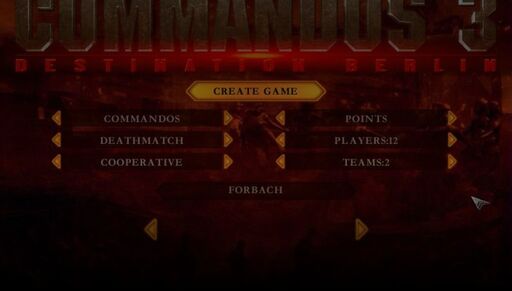 COMMANDOS 3
DESTINATION BERLIN
CREATE GAME
COMMANDOS
POINTS
DEATHMATCH
PLAYERS:12
COOPERATIVE
TEAMS:2
FORBACH